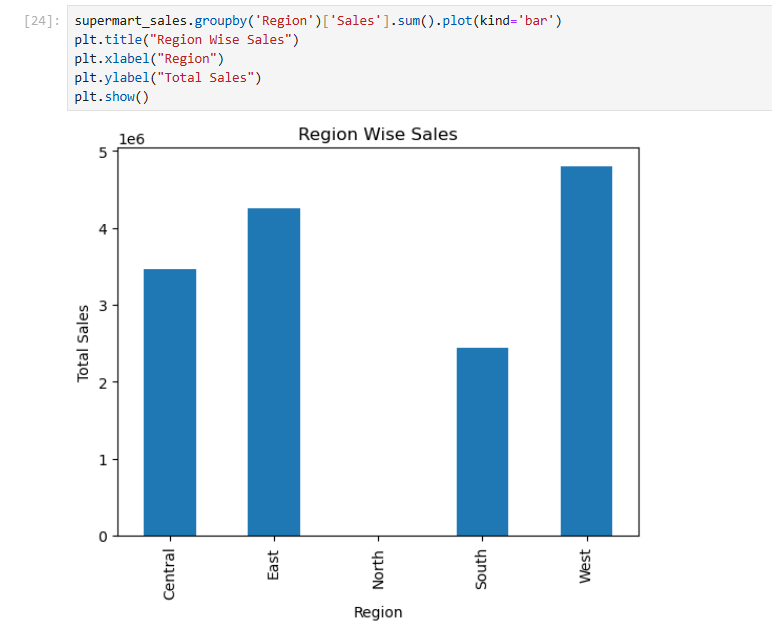 [24]: supermart_sales.groupby('Region')['Sales'].sum().plot(kind='bar')
plt.title("Region Wise Sales")
plt.xlabel("Region")
plt.ylabel("Total Sales")
plt.show()
Region Wise Sales
1e6
5
4
3
2
1
0
Total Sales
Central
East
North
South
West
Region